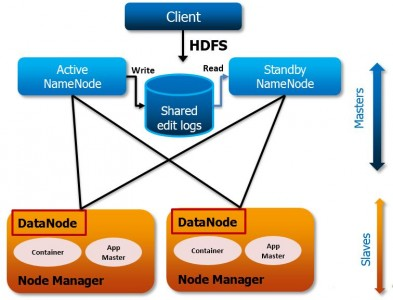 Client
HDFS
Active
NameNode
Write
Read
Standby
NameNode
Shared
edit logs
Masters
DataNode
Container
App
Master
Node Manager
DataNode
Container
App
Master
Node Manager
Slaves